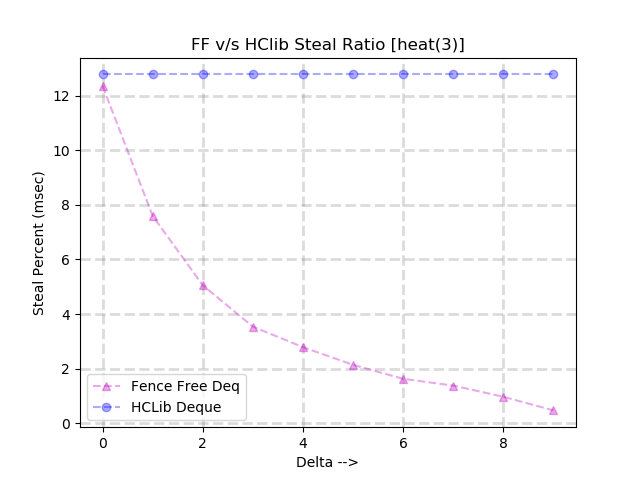 FF v/s HClib Steal Ratio [heat(3)]
Steal Percent (msec)
12
10
8
6
4
2
0
Fence Free Deq
HCLib Deque
0 2 4 6 8
Delta -->